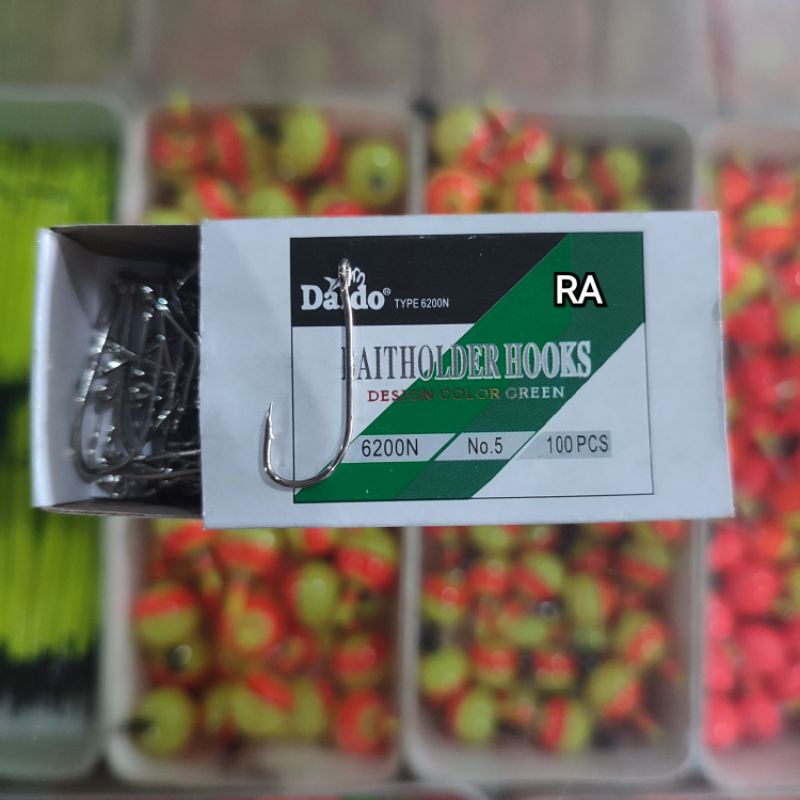 Daido® TYPE 6200N
RA
BAITHOLDER HOOKS
DESIGN COLOR GREEN
6200N No.5 100 PCS